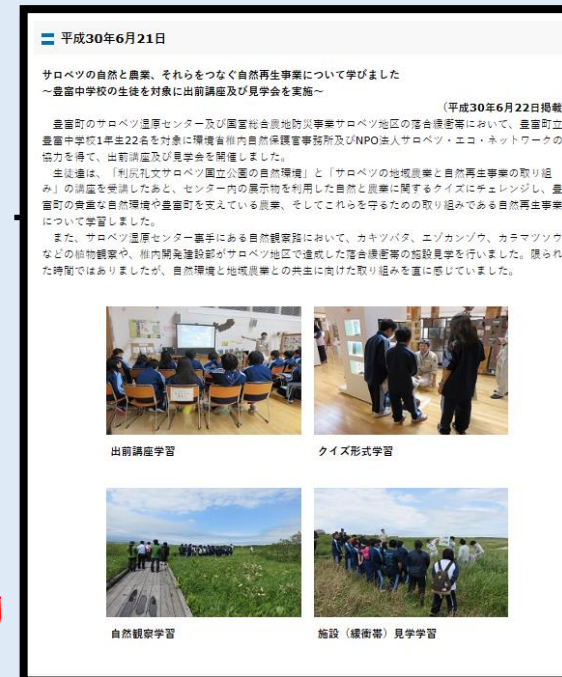 平成30年6月21日
サロベツの自然と農業、それらをつなぐ自然再生事業について学びました
～豊富中学校の生徒を対象に出前講座及び見学会を実施～
（平成30年6月22日掲載
豊富町のサロベツ湿原センター及び国営総合農地防災事業サロベツ地区の落合緩衝帯において、豊富町立
豊富中学校1年生22名を対象に環境省稚内自然保護官事務所及びNPO法人サロベツ・エコ・ネットワークの
協力を得て、出前講座及び見学会を開催しました。
生徒達は、「利尻礼文サロベツ国立公園の自然環境」と「サロベツの地域農業と自然再生事業の取り組
み」の講座を受講したあと、センター内の展示物を利用した自然と農業に関するクイズにチェレンジし、豊
富町の貴重な自然環境や豊富町を支えている農業、そしてこれらを守るための取り組みである自然再生事業
について学習しました。
また、サロベツ湿原センター裏手にある自然観察路において、カキツバタ、エゾカンゾウ、カラマツソウ
などの植物観察や、稚内開発建設部がサロベツ地区で造成した落合緩衝帯の施設見学を行いました。限られ
た時間ではありましたが、自然環境と地域農業との共生に向けた取り組みを直に感じていました。
出前講座学習
クイズ形式学習
自然観察学習
施設（緩衝帯）見学学習